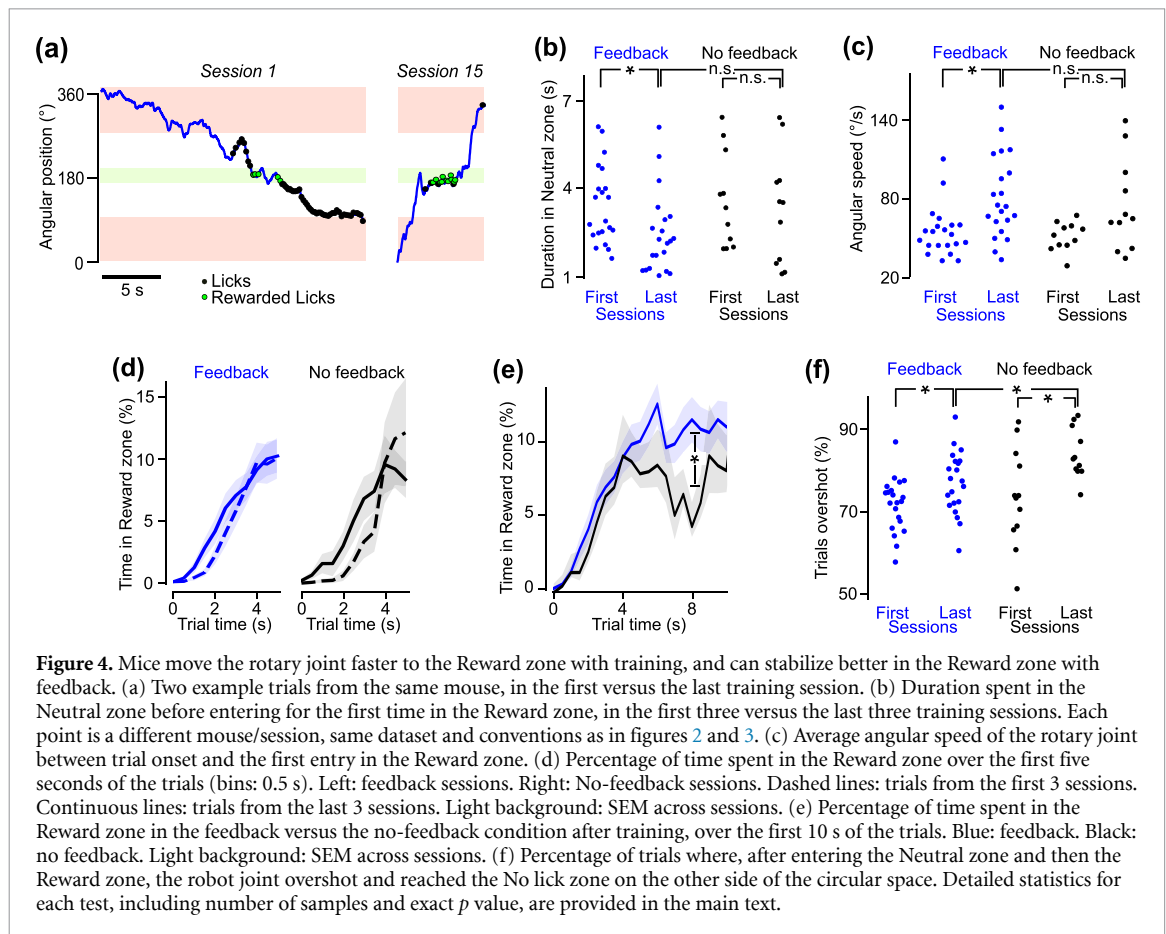 (a)
Session 1
Session 15
Angular position (°)
360
180
0
5 s
Licks
Rewarded Licks
(b)
Feedback
No feedback
*
n.s.
n.s.
Duration in Neutral zone (s)
7
4
1
First
Last
First
Last
Sessions
Sessions
(c)
Feedback
No feedback
*
n.s.
n.s.
Angular speed (°/s)
140
80
20
First
Last
First
Last
Sessions
Sessions
(d)
Feedback
No feedback
Time in Reward zone (%)
15
10
5
0
0
2
4
0
2
4
Trial time (s)
Trial time (s)
(e)
Time in Reward zone (%)
10
5
0
*
0
4
8
Trial time (s)
(f)
Feedback
No feedback
*
*
*
Trials overshot (%)
90
70
50
First
Last
First
Last
Sessions
Sessions
Figure 4. Mice move the rotary joint faster to the Reward zone with training, and can stabilize better in the Reward zone with
feedback. (a) Two example trials from the same mouse, in the first versus the last training session. (b) Duration spent in the
Neutral zone before entering for the first time in the Reward zone, in the first three versus the last three training sessions. Each
point is a different mouse/session, same dataset and conventions as in figures 2 and 3. (c) Average angular speed of the rotary joint
between trial onset and the first entry in the Reward zone. (d) Percentage of time spent in the Reward zone over the first five
seconds of the trials (bins: 0.5 s). Left: feedback sessions. Right: No-feedback sessions. Dashed lines: trials from the first 3 sessions.
Continuous lines: trials from the last 3 sessions. Light background: SEM across sessions. (e) Percentage of time spent in the
Reward zone in the feedback versus the no-feedback condition after training, over the first 10 s of the trials. Blue: feedback. Black:
no feedback. Light background: SEM across sessions. (f) Percentage of trials where, after entering the Neutral zone and then the
Reward zone, the robot joint overshot and reached the No lick zone on the other side of the circular space. Detailed statistics for
each test, including number of samples and exact p value, are provided in the main text.